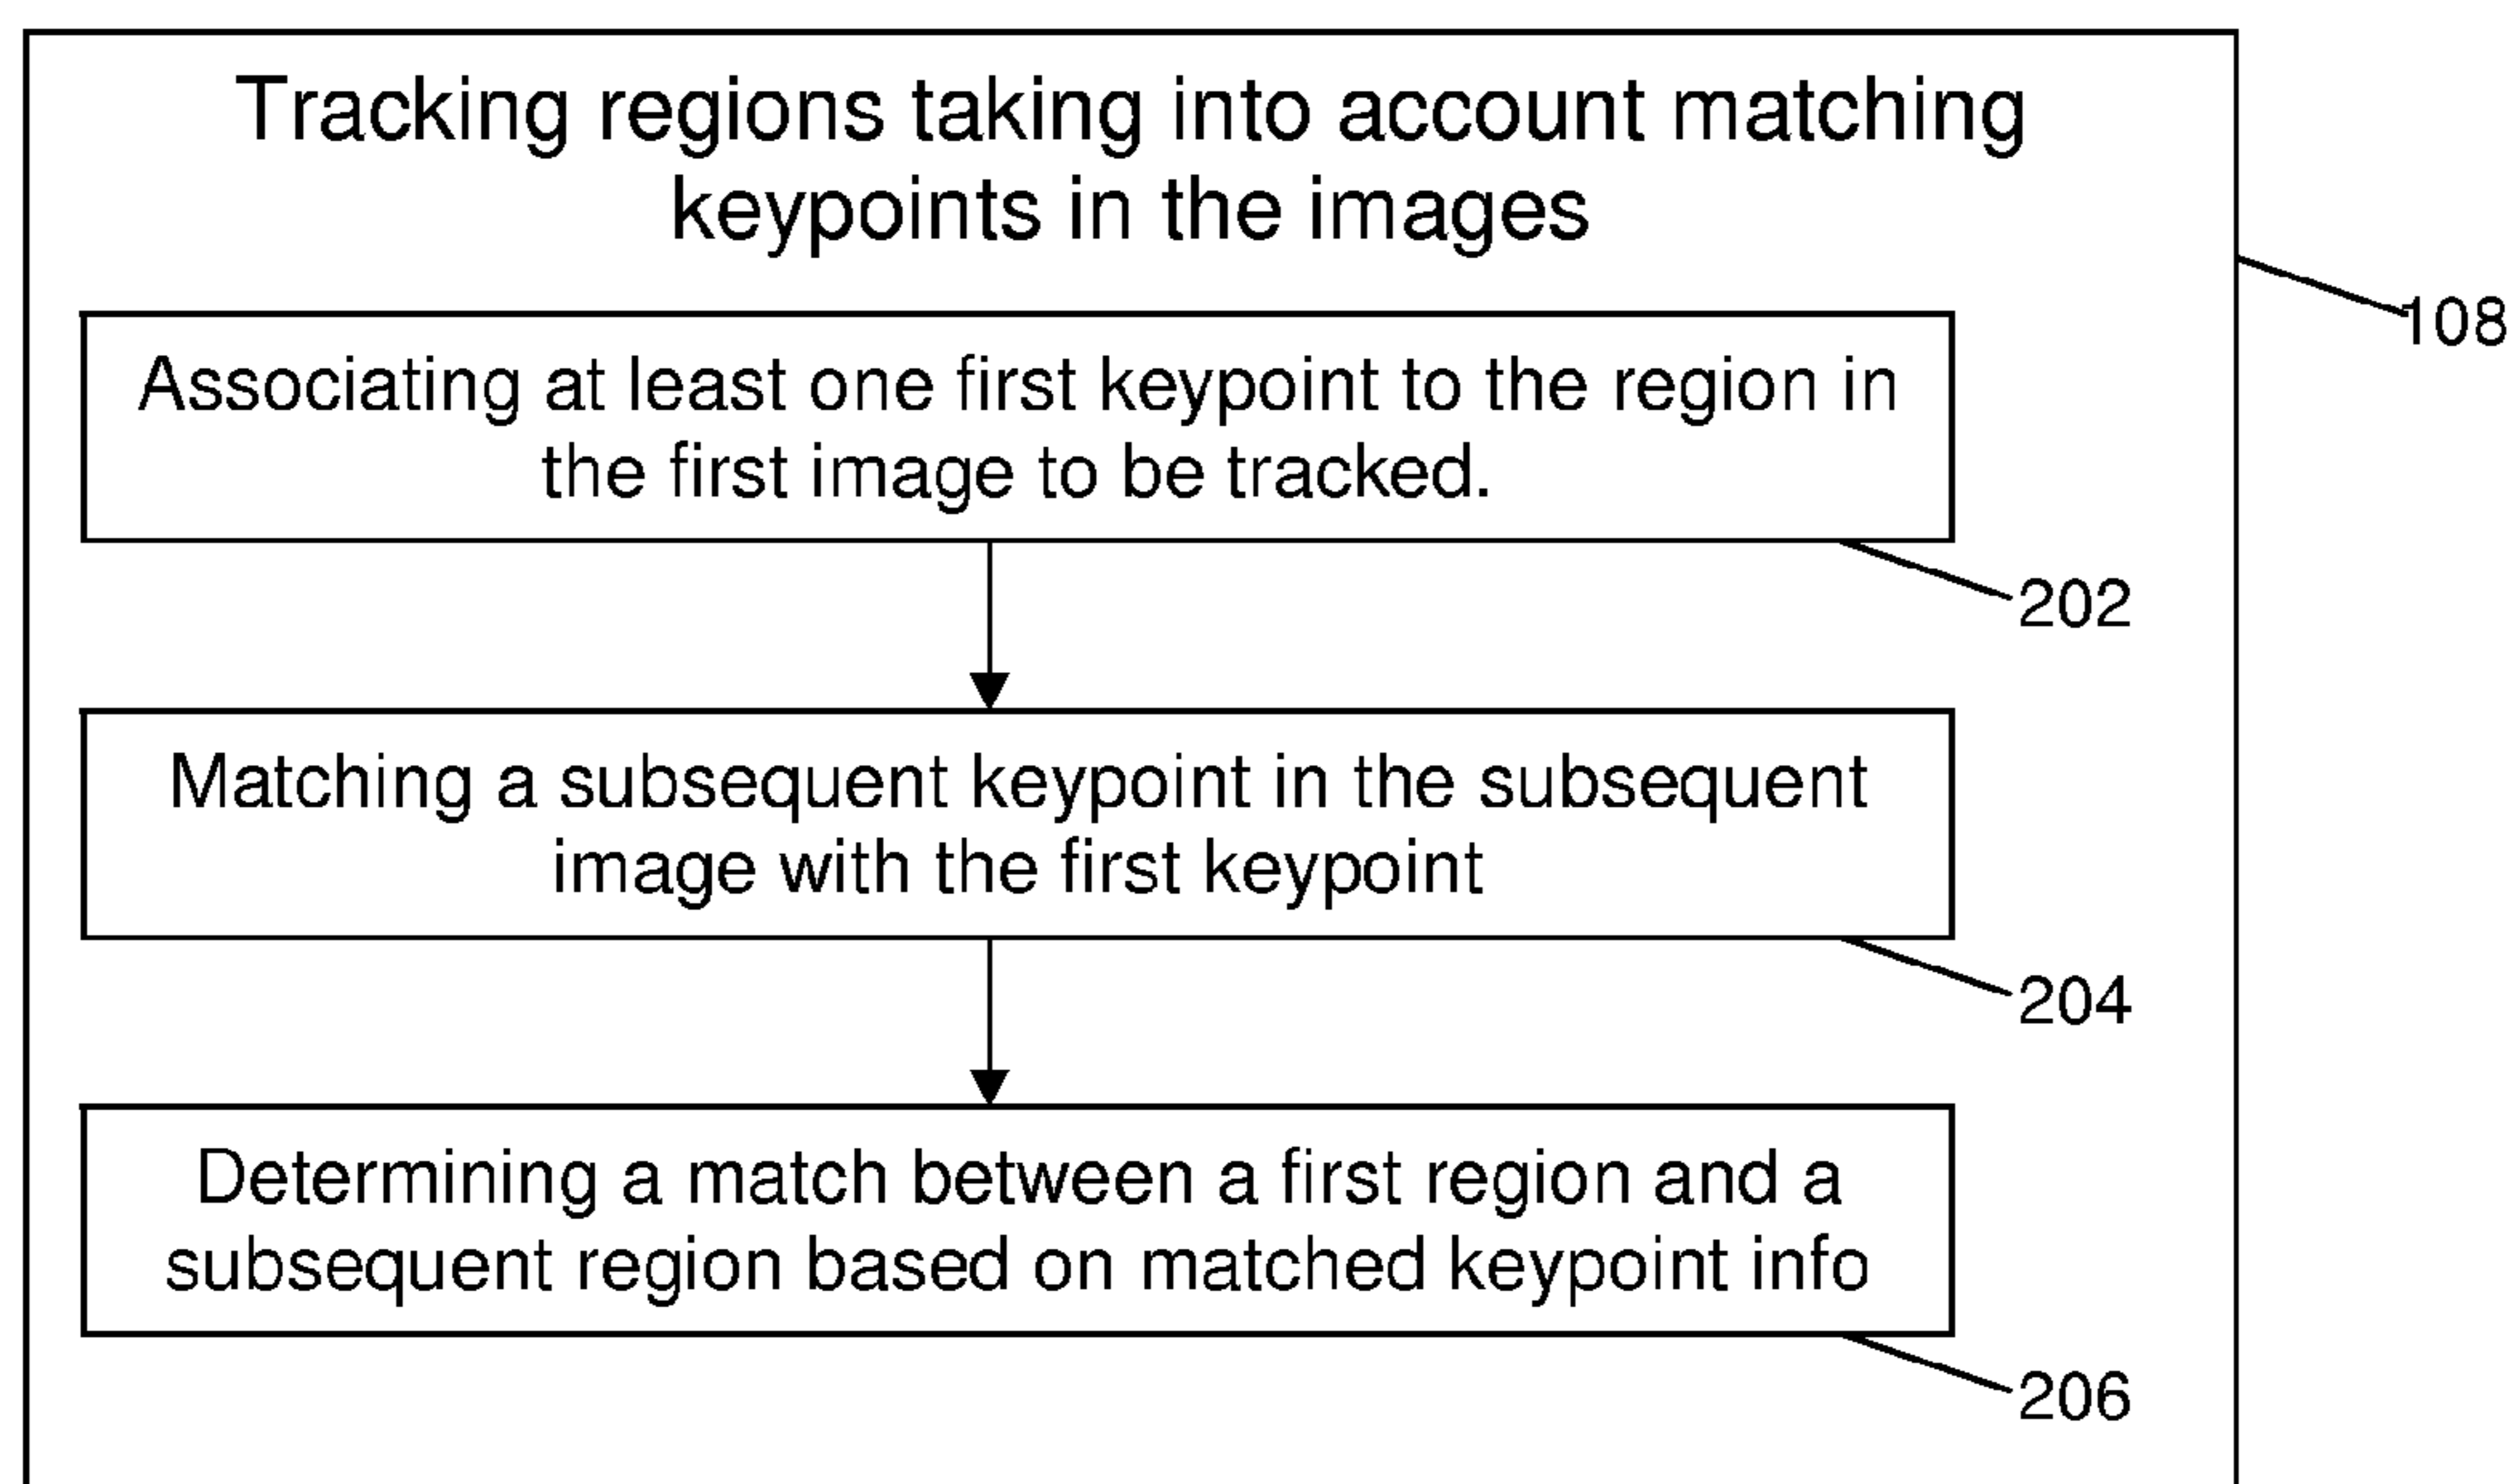 Tracking regions taking into account matching
keypoints in the images
108
Associating at least one first keypoint to the region in
the first image to be tracked.
202
Matching a subsequent keypoint in the subsequent
image with the first keypoint
204
Determining a match between a first region and a
subsequent region based on matched keypoint info
206